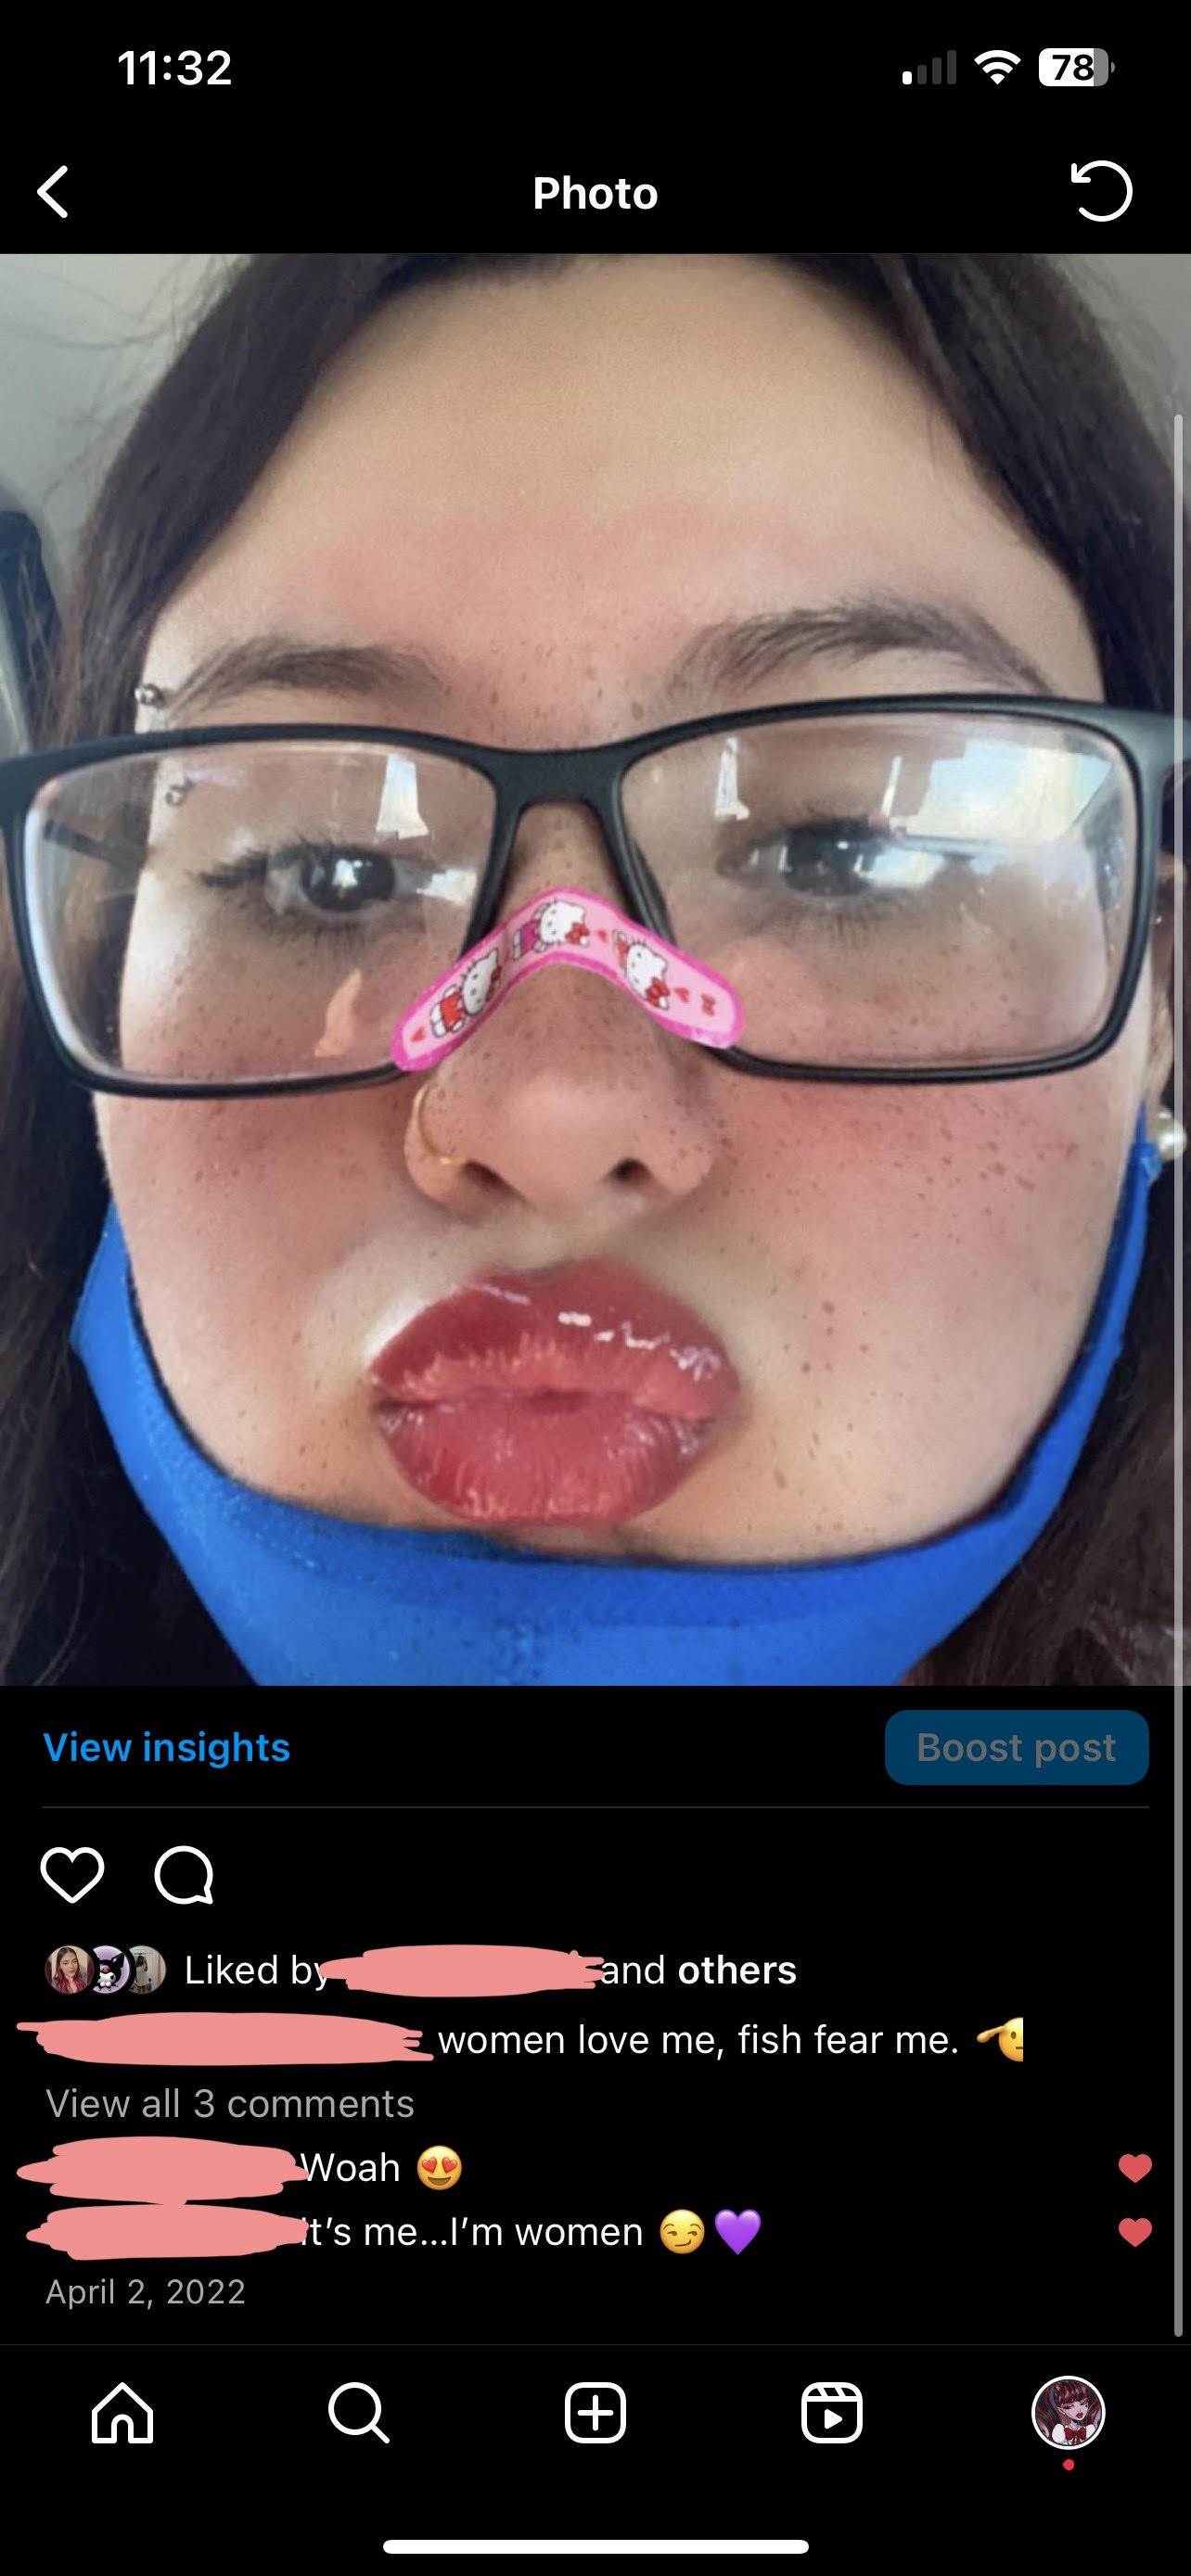 11:32
78
Photo
View insights
Boost post
Liked by and others
women love me, fish fear me. 🫡
View all 3 comments
Woah 😍
It’s me...I’m women 😏💜
April 2, 2022